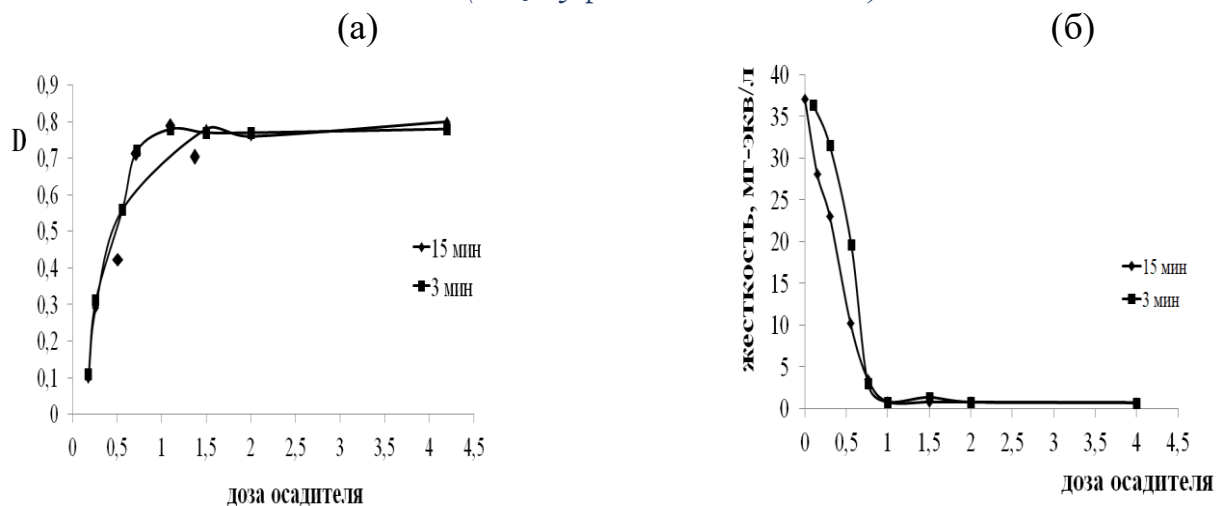 (а)
0,9
0,8
0,7
0,6
0,5
0,4
0,3
0,2
0,1
0
D
0 0,5 1 1,5 2 2,5 3 3,5 4 4,5
доза осадителя
15 мин
3 мин
(б)
жесткость, мг-экв/л
40
35
30
25
20
15
10
5
0
0 0,5 1 1,5 2 2,5 3 3,5 4 4,5
доза осадителя
15 мин
3 мин